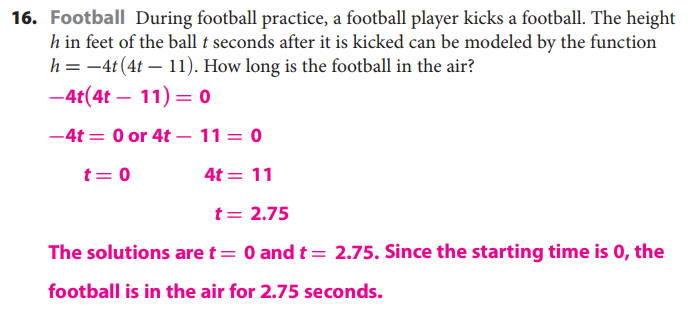 16. Football During football practice, a football player kicks a football. The height
h in feet of the ball t seconds after it is kicked can be modeled by the function
h = −4t(4t − 11). How long is the football in the air?
−4t(4t − 11) = 0
−4t = 0 or 4t − 11 = 0
t = 0 4t = 11
t = 2.75
The solutions are t = 0 and t = 2.75. Since the starting time is 0, the
football is in the air for 2.75 seconds.